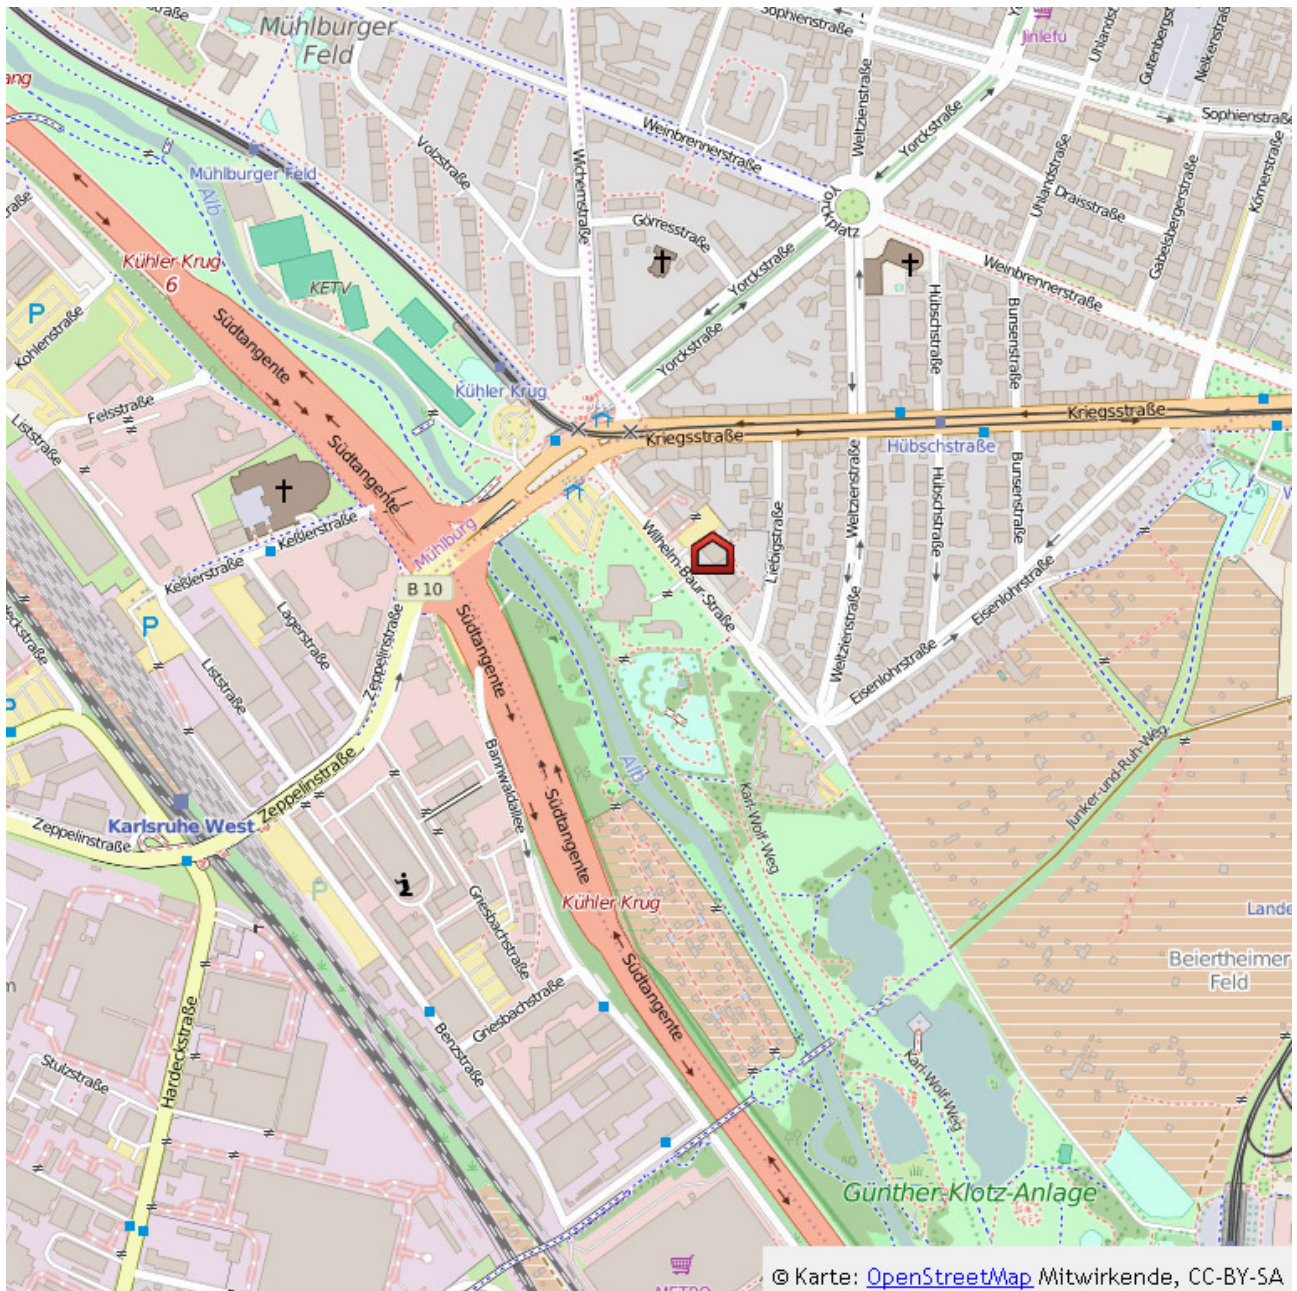 Mühlburger
Feld
Sophienstraße
Jinlefu
Uhlandstraße
Gutenbergstraße
Nelkenstraße
Sophienstraße
Yorckstraße
Weltzienstraße
Weinbrennerstraße
Volzstraße
Mühlburger Feld
Alb
Wichernstraße
Görresstraße
Yorckplatz
Uhlandstraße
Draisstraße
Gabelsbergerstraße
Körnerstraße
Weinbrennerstraße
Kühler Krug
6
KETV
P
Kohlenstraße
Südtangente
Yorckstraße
Yorckstraße
Hübschstraße
Bunsenstraße
Kühler Krug
Felsstraße
Liststraße
Südtangente
Kriegsstraße
Kriegsstraße
Hübschstraße
Weltzienstraße
Hübschstraße
Bunsenstraße
Liebigstraße
Wilhelm-Baur-Straße
Mühlburg
Keßlerstraße
Keßlerstraße
B 10
P
Lagerstraße
Liststraße
Zeppelinstraße
Südtangente
Weltzienstraße
Eisenlohrstraße
Eisenlohrstraße
P
Bannwaldallee
Alb
Südtangente
Karl-Wolf-Weg
Junker-und-Ruh-Weg
Zeppelinstraße
Karlsruhe West
Zeppelinstraße
P
i
Griesbachstraße
Kühler Krug
Südtangente
Lande
Beiertheimer
Feld
Hardeckstraße
Griesbachstraße
Benzstraße
Stulzstraße
Karl-Wolf-Weg
Günther-Klotz-Anlage
METRO
© Karte: OpenStreetMap Mitwirkende, CC-BY-SA